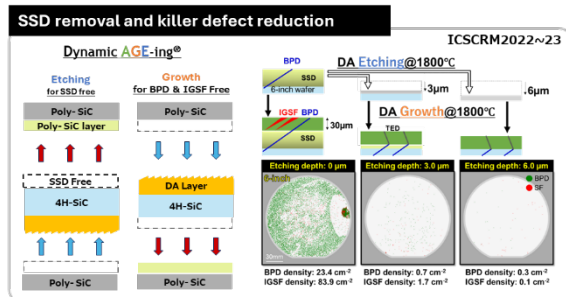 SSD removal and killer defect reduction
ICSCRM2022~23
Dynamic AGE-ing®
Etching
for SSD free
Growth
for BPD & IGSF Free
Poly- SiC
Poly-SiC layer
SSD Free
4H-SiC
Poly-SiC
Poly-SiC
DA Layer
4H-SiC
Poly-SiC
BPD
SSD
6-inch wafer
DA Etching@1800℃
3μm
6μm
IGSF BPD
SSD
30μm
DA Growth@1800℃
TED
Etching depth: 0 μm
Etching depth: 3.0 μm
Etching depth: 6.0 μm
6-inch
30mm
BPD
SF
BPD density: 23.4 cm⁻²
IGSF density: 83.9 cm⁻²
BPD density: 0.7 cm⁻²
IGSF density: 1.7 cm⁻²
BPD density: 0.3 cm⁻²
IGSF density: 0.1 cm⁻²